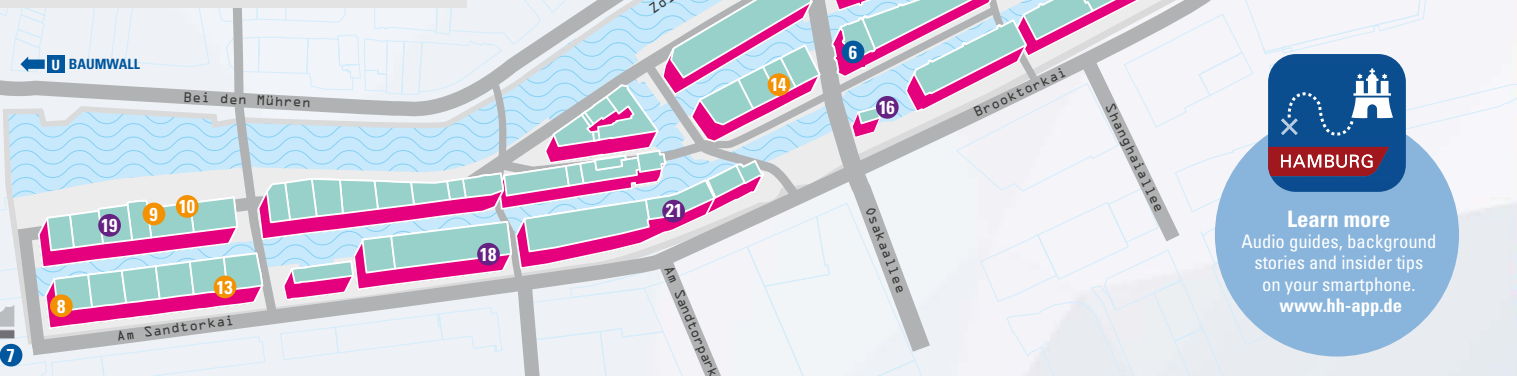 U BAUMWALL
Bei den Mühren
6
14
16
Brooktorkai
Shanghaiallee
HAMBURG
19
9
10
21
18
Osakaallee
Learn more
Audio guides, background
stories and insider tips
on your smartphone.
www.hh-app.de
8
13
Am Sandtorkai
Am Sandtorpark
7